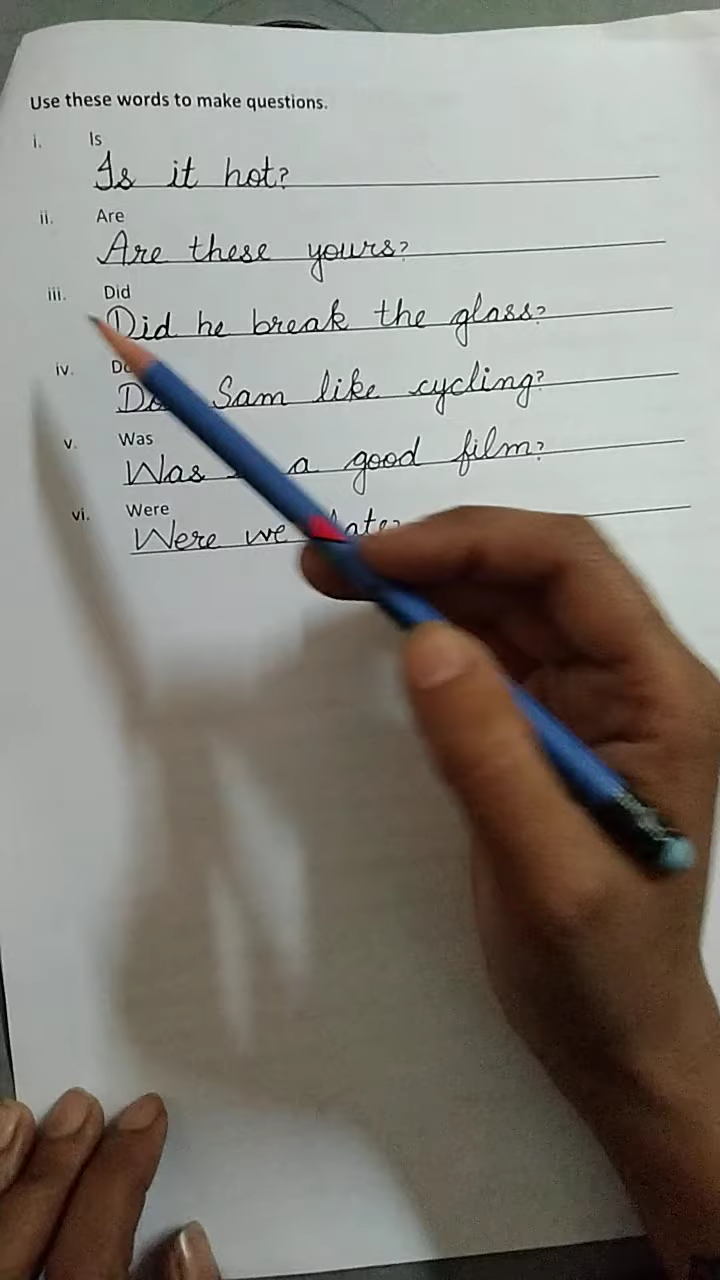 Use these words to make questions.
i. Is
Is it hot?
ii. Are
Are these yours?
iii. Did
Did he break the glass?
iv.
Sam like cycling?
v. Was
Was a good film?
vi. Were
Were we